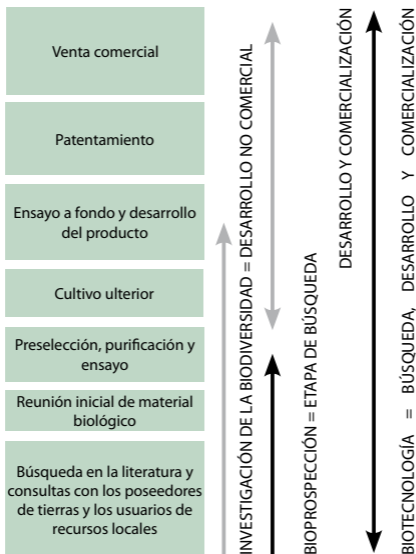 Venta comercial
Patentamiento
Ensayo a fondo y desarrollo
del producto
Cultivo ulterior
Preselección, purificación y
ensayo
Reunión inicial de material
biológico
Búsqueda en la literatura y
consultas con los poseedores
de tierras y los usuarios de
recursos locales
INVESTIGACIÓN DE LA BIODIVERSIDAD = DESARROLLO NO COMERCIAL
BIOPROSPECCIÓN = ETAPA DE BÚSQUEDA
DESARROLLO Y COMERCIALIZACIÓN
BIOTECNOLOGÍA = BÚSQUEDA, DESARROLLO Y COMERCIALIZACIÓN